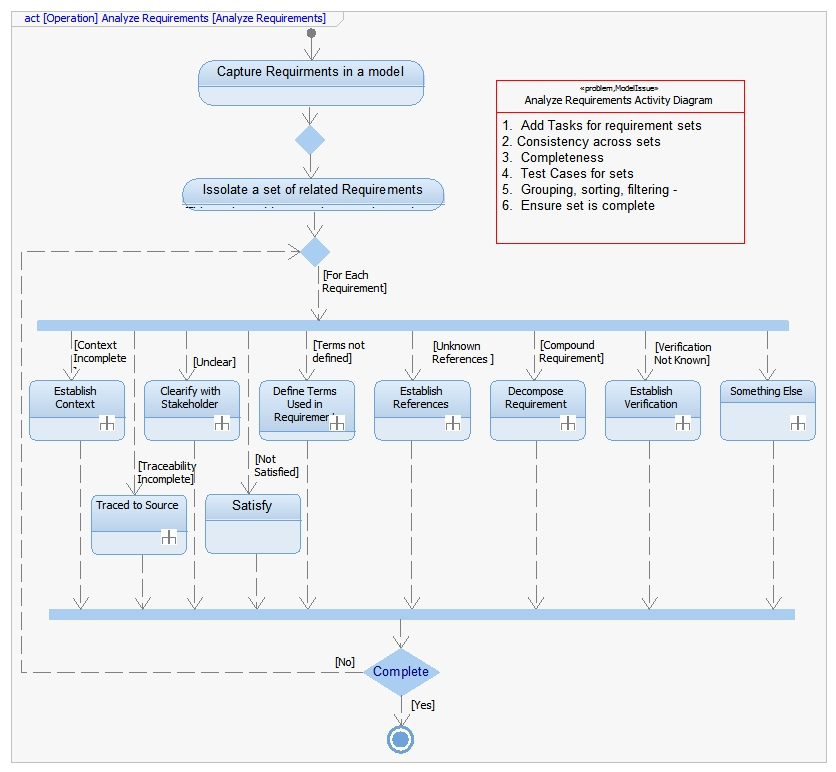 act [Operation] Analyze Requirements [Analyze Requirements]
Capture Requirments in a model
«problem,ModelIssue»
Analyze Requirements Activity Diagram
1. Add Tasks for requirement sets
2. Consistency across sets
3. Completeness
4. Test Cases for sets
5. Grouping, sorting, filtering -
6. Ensure set is complete
Issolate a set of related Requirements
[For Each
Requirement]
[Context
Incomplete
[Unclear]
[Terms not
defined]
[Unknown
References ]
[Compound
Requirement]
[Verification
Not Known]
Establish
Context
Clearify with
Stakeholder
Define Terms
Used in
Requiremen
Establish
References
Decompose
Requirement
Establish
Verification
Something Else
[Traceability
Incomplete]
[Not
Satisfied]
Traced to Source
Satisfy
[No]
Complete
[Yes]